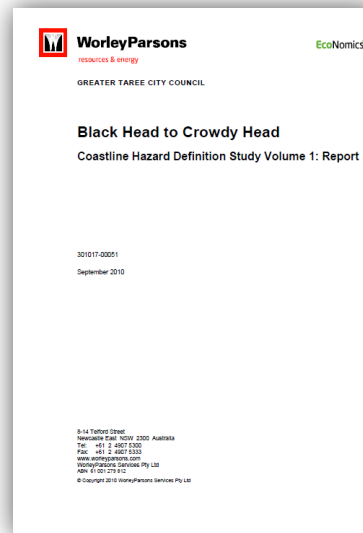 WorleyParsons
EcoNomics
resources & energy
GREATER TAREE CITY COUNCIL
Black Head to Crowdy Head
Coastline Hazard Definition Study Volume 1: Report
301017-00051
September 2010
8-14 Telford Street
Newcastle East NSW 2300 Australia
Tel: +61 2 4907 5300
Fax: +61 2 4907 5333
www.worleyparsons.com
WorleyParsons Services Pty Ltd
ABN 61 001 279 812
© Copyright 2010 WorleyParsons Services Pty Ltd